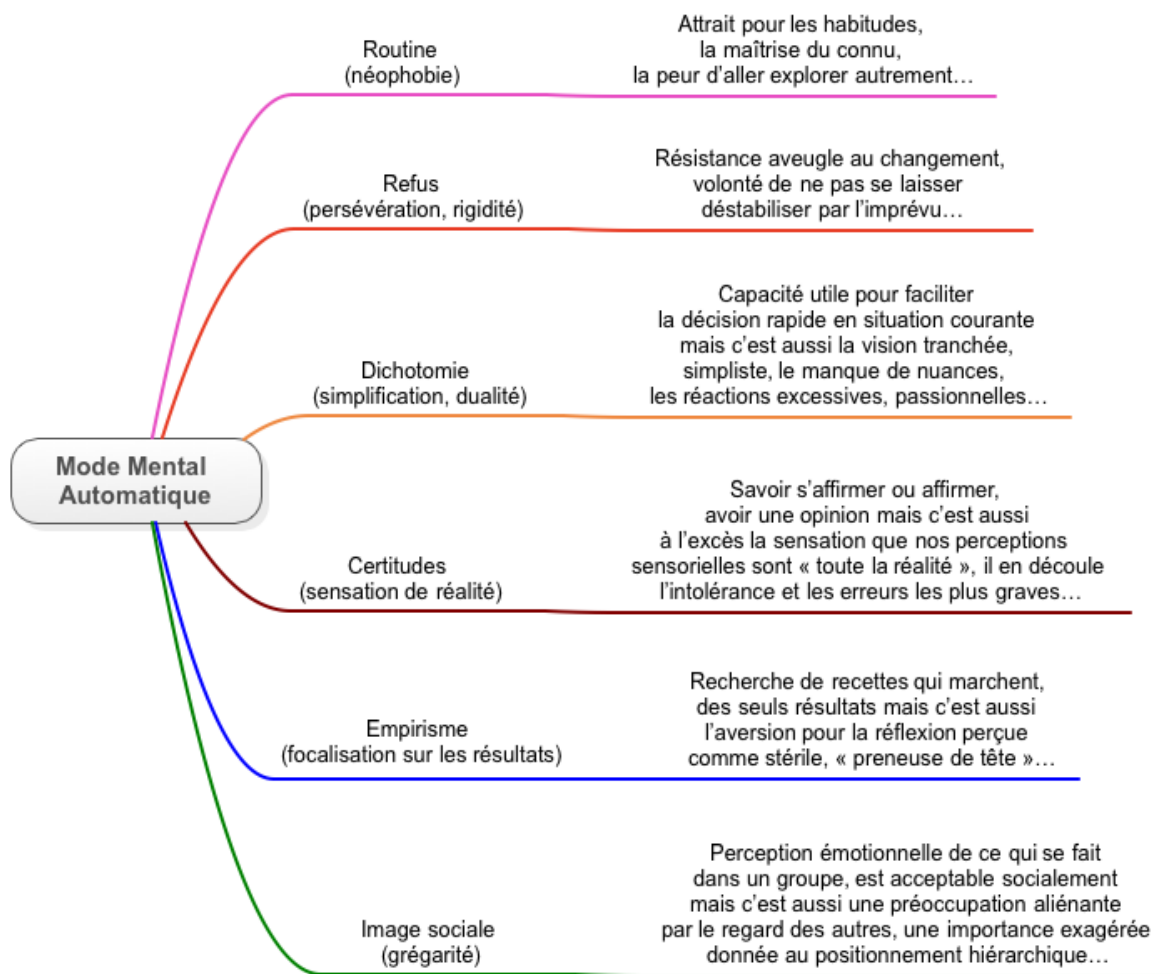 Mode Mental
Automatique
Routine
(néophobie)
Attrait pour les habitudes,
la maîtrise du connu,
la peur d’aller explorer autrement…
Refus
(persévération, rigidité)
Résistance aveugle au changement,
volonté de ne pas se laisser
déstabiliser par l’imprévu…
Dichotomie
(simplification, dualité)
Capacité utile pour faciliter
la décision rapide en situation courante
mais c’est aussi la vision tranchée,
simpliste, le manque de nuances,
les réactions excessives, passionnelles…
Certitudes
(sensation de réalité)
Savoir s’affirmer ou affirmer,
avoir une opinion mais c’est aussi
à l’excès la sensation que nos perceptions
sensorielles sont « toute la réalité », il en découle
l’intolérance et les erreurs les plus graves…
Empirisme
(focalisation sur les résultats)
Recherche de recettes qui marchent,
des seuls résultats mais c’est aussi
l’aversion pour la réflexion perçue
comme stérile, « preneuse de tête »…
Image sociale
(grégarité)
Perception émotionnelle de ce qui se fait
dans un groupe, est acceptable socialement
mais c’est aussi une préoccupation aliénante
par le regard des autres, une importance exagérée
donnée au positionnement hiérarchique…